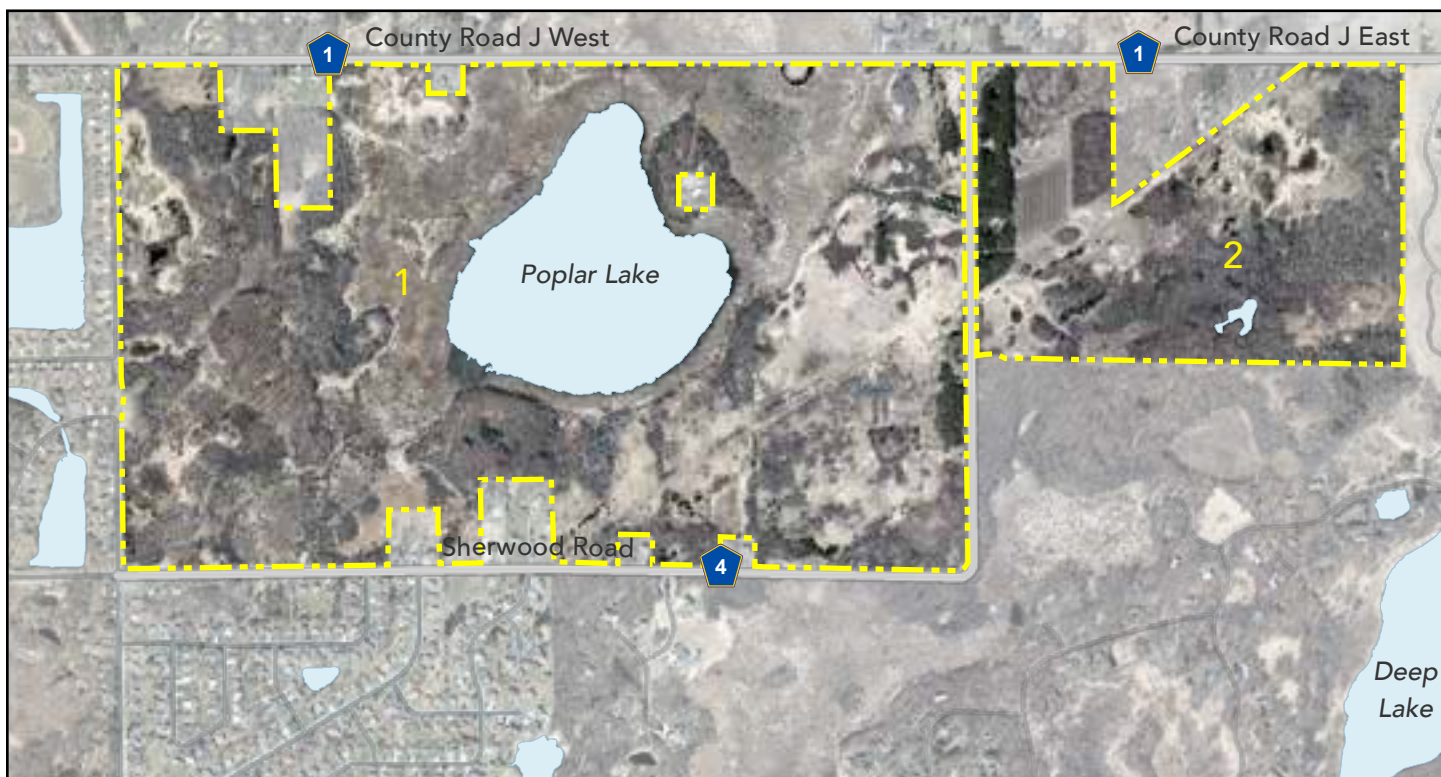 County Road J West
1
County Road J East
1
Poplar Lake
1
2
Sherwood Road
4
Deep
Lake